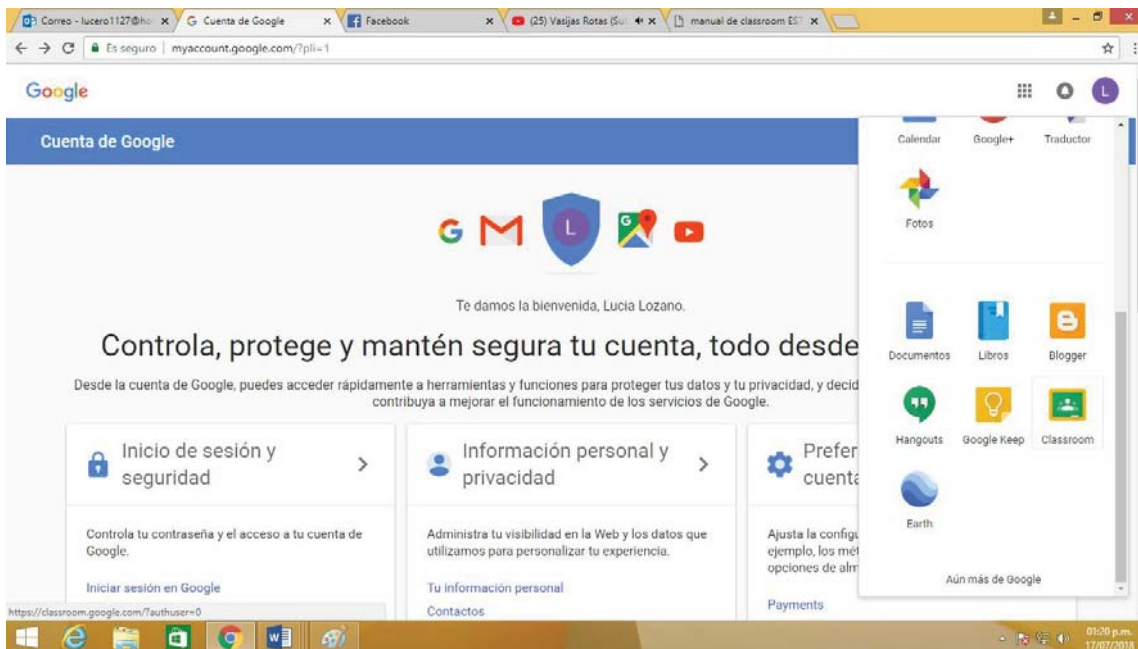 Correo - lucero1127@ho
Cuenta de Google
Facebook
(25) Vasijas Rotas (Su
manual de classroom EST
Es seguro | myaccount.google.com/?pli=1
Google
L
Cuenta de Google
Calendar
Google+
Traductor
Fotos
G
L
G
Te damos la bienvenida, Lucia Lozano.
Controla, protege y mantén segura tu cuenta, todo desde
Desde la cuenta de Google, puedes acceder rápidamente a herramientas y funciones para proteger tus datos y tu privacidad, y decid
contribuya a mejorar el funcionamiento de los servicios de Google.
Documentos
Libros
Blogger
Hangouts
Google Keep
Classroom
Earth
Aún más de Google
Inicio de sesión y
seguridad
Controla tu contraseña y el acceso a tu cuenta de
Google.
Iniciar sesión en Google
Información personal y
privacidad
Administra tu visibilidad en la Web y los datos que
utilizamos para personalizar tu experiencia.
Tu información personal
Contactos
Prefer
cuenta
Ajusta la configu
ejemplo, los mét
opciones de alm
Payments
https://classroom.google.com/?authuser=0
01:20 p.m.
17/07/2018